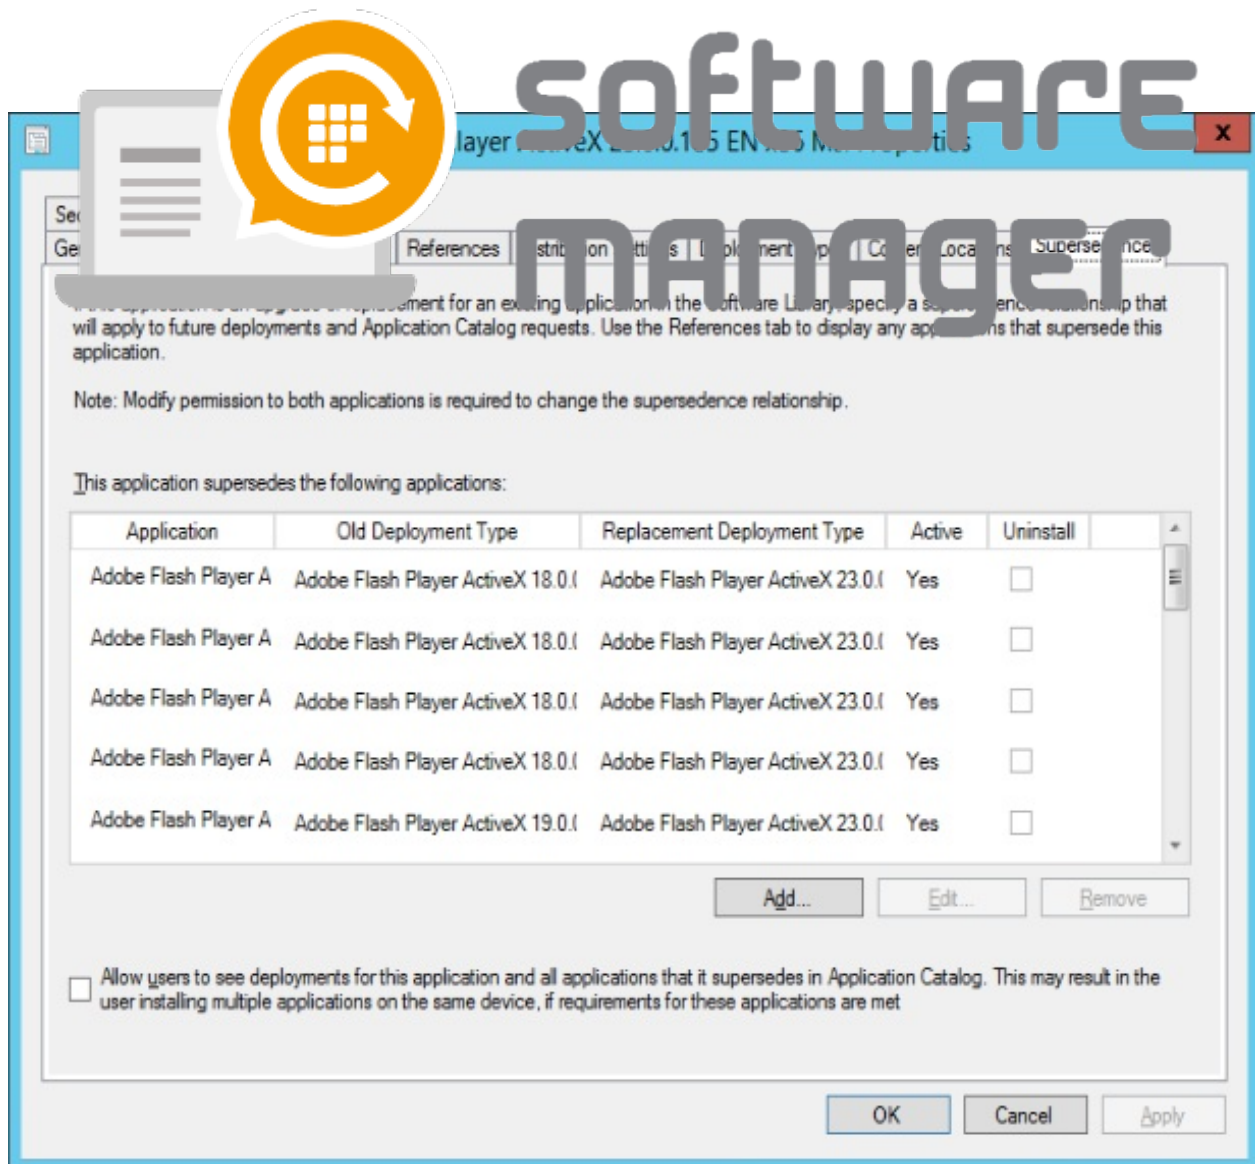 software
manager
layer
EN
References
Supersedence
will apply to future deployments and Application Catalog requests. Use the References tab to display any that supersede this
application.
Note: Modify permission to both applications is required to change the supersedence relationship.
This application supersedes the following applications:
Application Old Deployment Type Replacement Deployment Type Active Uninstall
Adobe Flash Player A Adobe Flash Player ActiveX 18.0.( Adobe Flash Player ActiveX 23.0.( Yes
Adobe Flash Player A Adobe Flash Player ActiveX 18.0.( Adobe Flash Player ActiveX 23.0.( Yes
Adobe Flash Player A Adobe Flash Player ActiveX 18.0.( Adobe Flash Player ActiveX 23.0.( Yes
Adobe Flash Player A Adobe Flash Player ActiveX 18.0.( Adobe Flash Player ActiveX 23.0.( Yes
Adobe Flash Player A Adobe Flash Player ActiveX 19.0.( Adobe Flash Player ActiveX 23.0.( Yes
Add... Edit... Remove
Allow users to see deployments for this application and all applications that it supersedes in Application Catalog. This may result in the
user installing multiple applications on the same device, if requirements for these applications are met
OK Cancel Apply